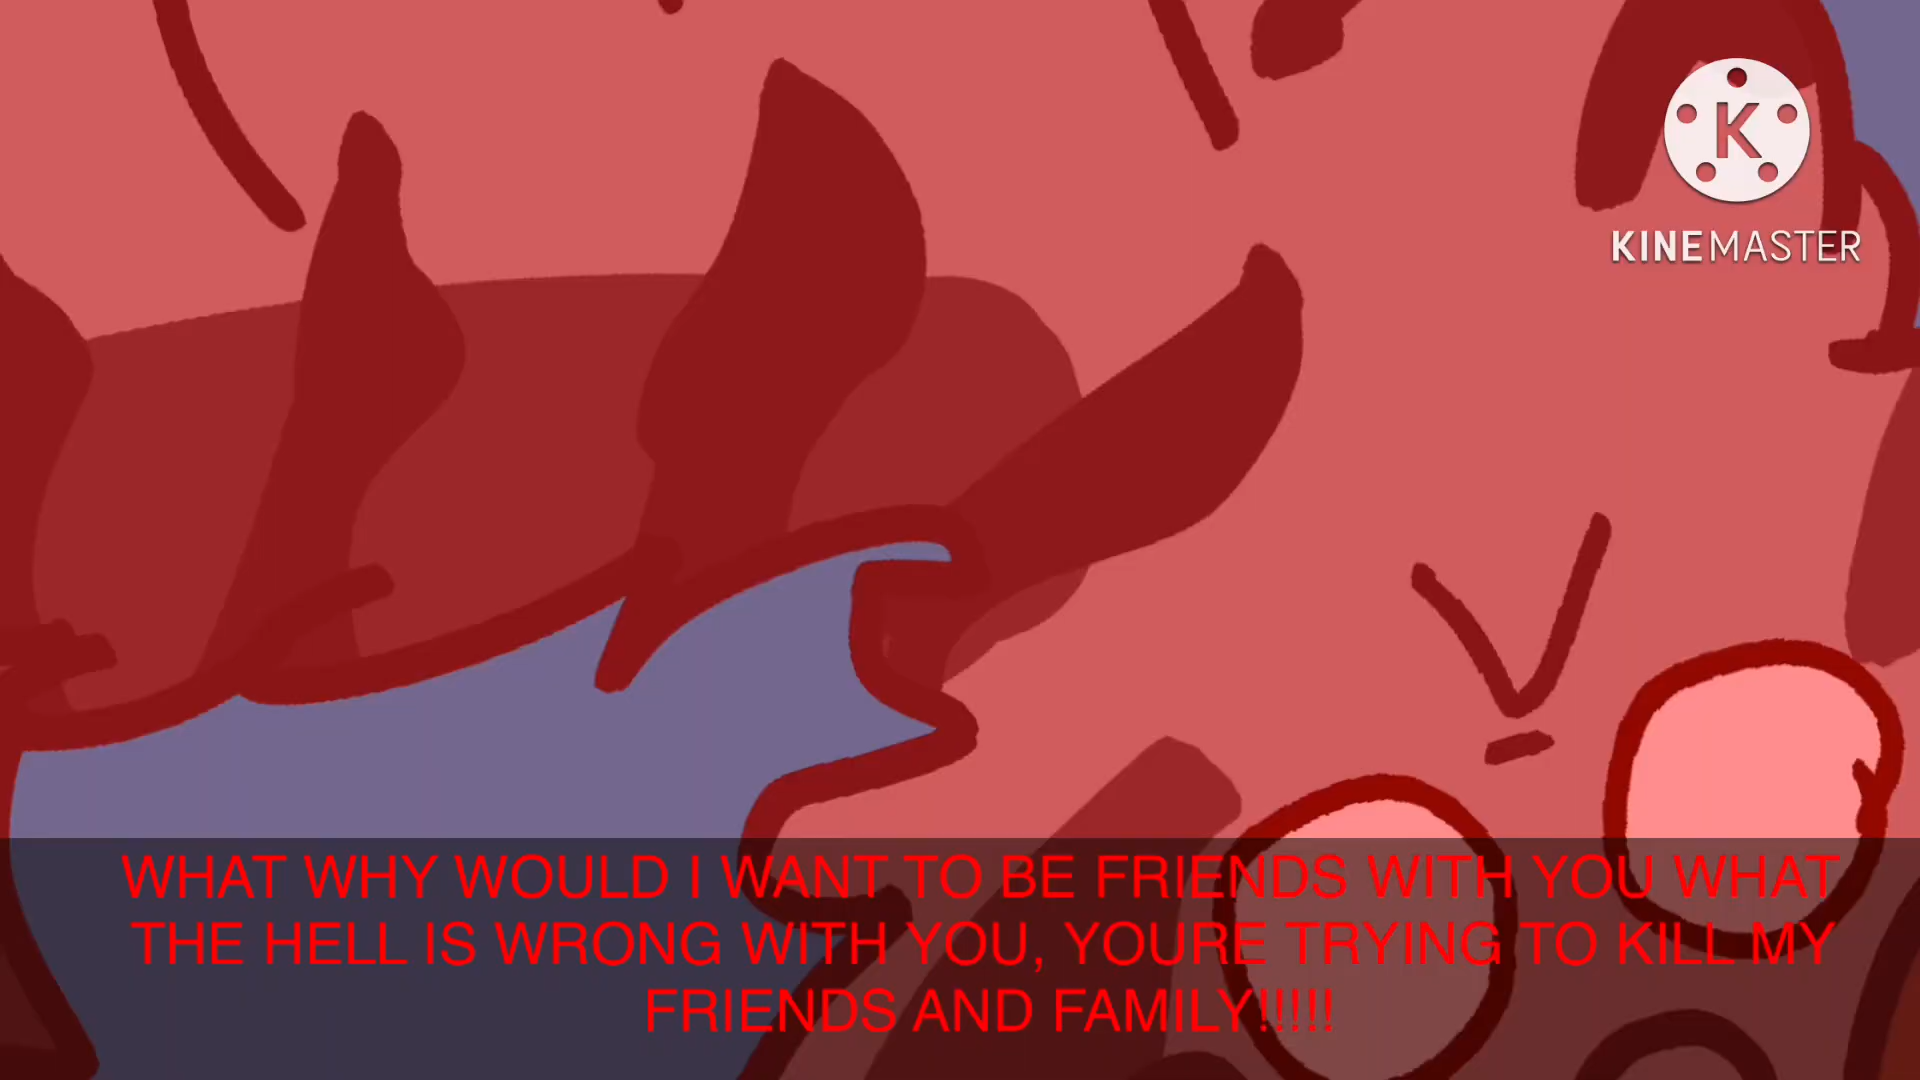 K
KINEMASTER
WHAT WHY WOULD I WANT TO BE FRIENDS WITH YOU WHAT
THE HELL IS WRONG WITH YOU, YOURE TRYING TO KILL MY
FRIENDS AND FAMILY!!!!!